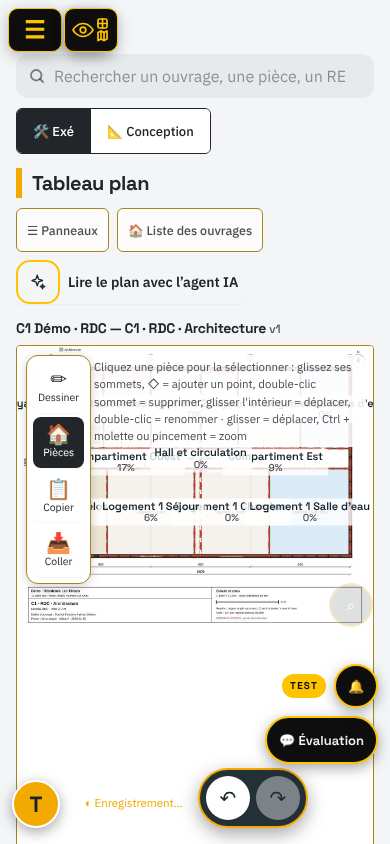 Rechercher un ouvrage, une pièce, un RE
Exé
Conception
Tableau plan
Panneaux
Liste des ouvrages
Lire le plan avec l'agent IA
C1 Démo · RDC — C1 · RDC · Architecture v1
Cliquez une pièce pour la sélectionner : glissez ses
sommets, ◇ = ajouter un point, double-clic
sommet = supprimer, glisser l'intérieur = déplacer,
double-clic = renommer · glisser = déplacer, Ctrl +
molette ou pincement = zoom
Dessiner
Pièces
Copier
Coller
Hall et circulation
0%
17%
partiment Est
9%
Logement 1 Séjour
6%
0%
Logement 1 Salle d'eau
0%
C1 · RDC · Architecture
TEST
Évaluation
T
Enregistrement…